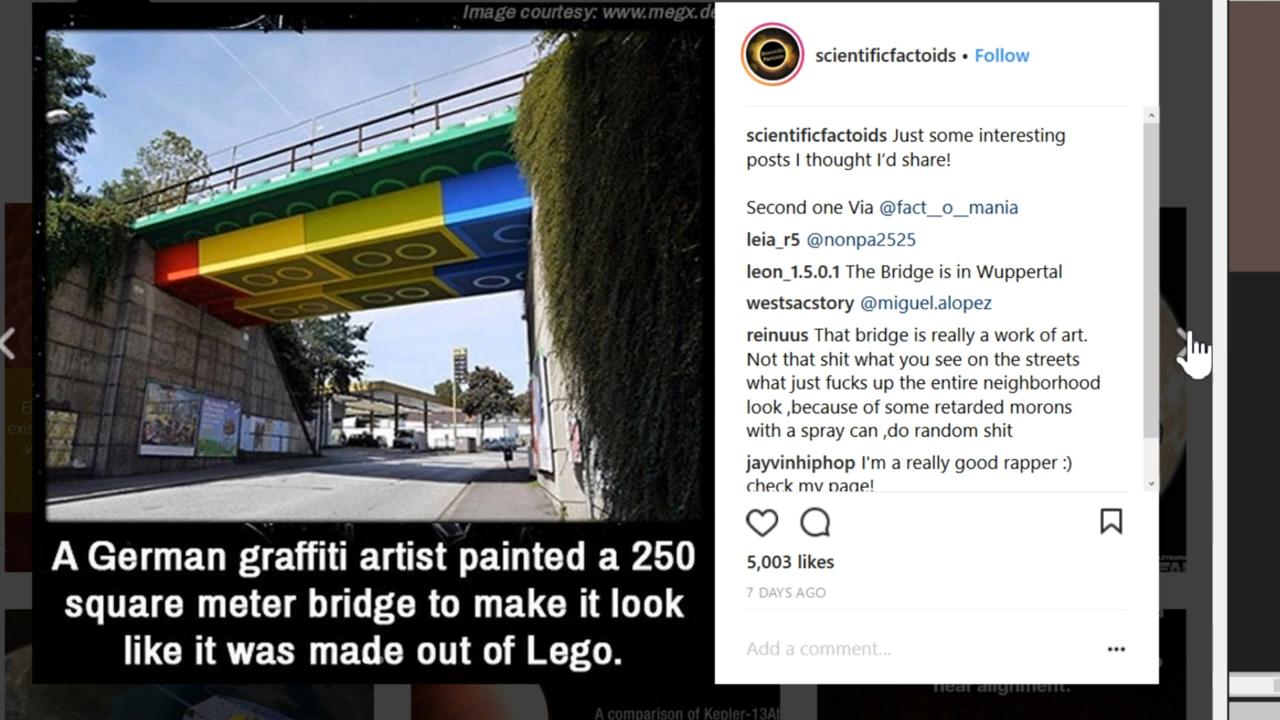 Image courtesy: www.megx.de
scientificfactoids • Follow
scientificfactoids Just some interesting
posts I thought I'd share!
Second one Via @fact__o__mania
leia_r5 @nonpa2525
leon_1.5.0.1 The Bridge is in Wuppertal
westsacstory @miguel.alopez
reinuus That bridge is really a work of art.
Not that shit what you see on the streets
what just fucks up the entire neighborhood
look ,because of some retarded morons
with a spray can ,do random shit
jayvinhiphop I'm a really good rapper :)
check my page!
5,003 likes
7 DAYS AGO
Add a comment...
A German graffiti artist painted a 250
square meter bridge to make it look
like it was made out of Lego.
near alignment.
A comparison of Kepler-13Ab